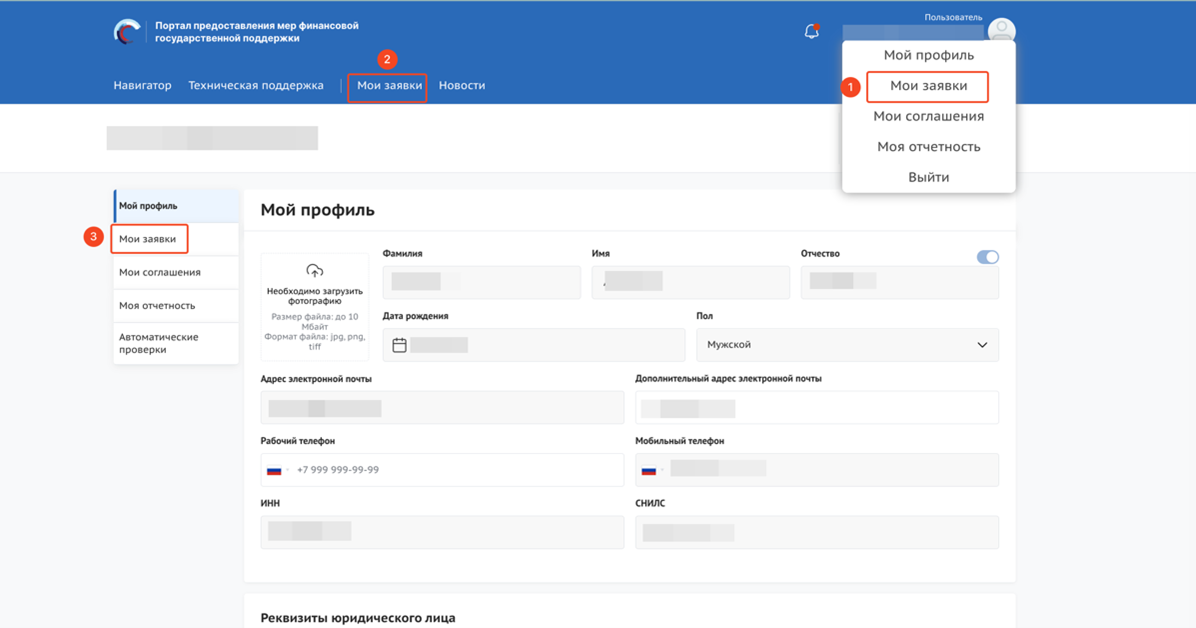 Портал предоставления мер финансовой
государственной поддержки
Пользователь
2
Навигатор
Техническая поддержка
Мои заявки
Новости
Мой профиль
1
Мои заявки
Мои соглашения
Моя отчетность
Выйти
Мой профиль
3
Мои заявки
Мои соглашения
Моя отчетность
Автоматические
проверки
Мой профиль
Необходимо загрузить
фотографию
Размер файла: до 10
Мбайт
Формат файла: jpg, png,
tiff
Фамилия
Имя
Отчество
Дата рождения
Пол
Мужской
Адрес электронной почты
Дополнительный адрес электронной почты
Рабочий телефон
Мобильный телефон
+7 999 999-99-99
ИНН
СНИЛС
Реквизиты юридического лица